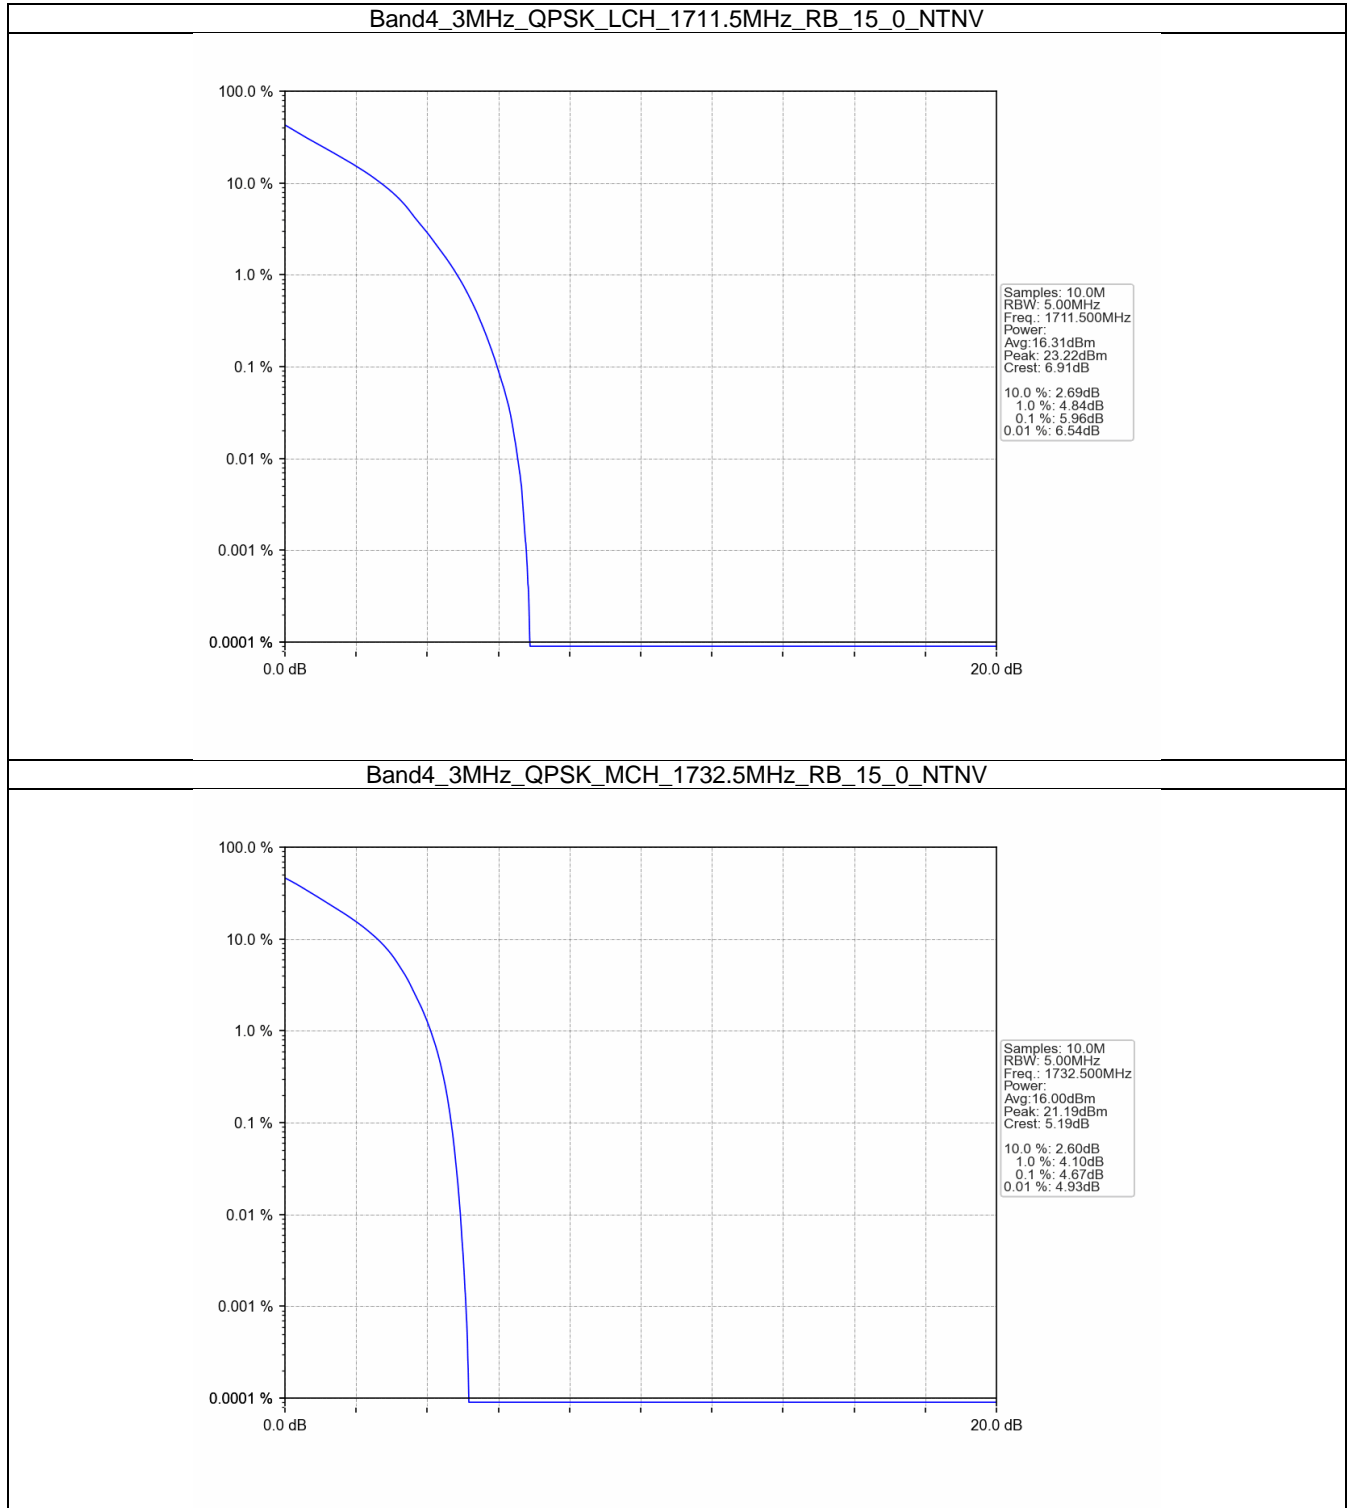 Band4_3MHz_QPSK_LCH_1711.5MHz_RB_15_0_NTNV
100.0 %
10.0 %
1.0 %
0.1 %
0.01 %
0.001 %
0.0001 %
0.0 dB
20.0 dB
Samples: 10.0M
RBW: 5.00MHz
Freq.: 1711.500MHz
Power:
Avg:16.31dBm
Peak: 23.22dBm
Crest: 6.91dB
10.0 %: 2.69dB
1.0 %: 4.84dB
0.1 %: 5.96dB
0.01 %: 6.54dB
Band4_3MHz_QPSK_MCH_1732.5MHz_RB_15_0_NTNV
100.0 %
10.0 %
1.0 %
0.1 %
0.01 %
0.001 %
0.0001 %
0.0 dB
20.0 dB
Samples: 10.0M
RBW: 5.00MHz
Freq.: 1732.500MHz
Power:
Avg:16.00dBm
Peak: 21.19dBm
Crest: 5.19dB
10.0 %: 2.60dB
1.0 %: 4.10dB
0.1 %: 4.67dB
0.01 %: 4.93dB